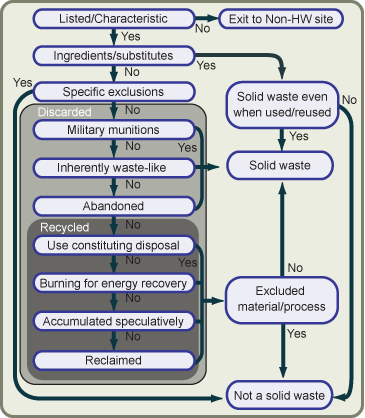 Listed/Characteristic
No
Exit to Non-HW site
Yes
Ingredients/substitutes
Yes
No
Yes
Specific exclusions
Solid waste even
when used/reused
No
No
Discarded
Military munitions
Yes
Yes
No
Inherently waste-like
Solid waste
No
Abandoned
No
Recycled
Use constituting disposal
No
Yes
No
Burning for energy recovery
Excluded
material/process
No
Accumulated speculatively
Yes
No
Reclaimed
Not a solid waste